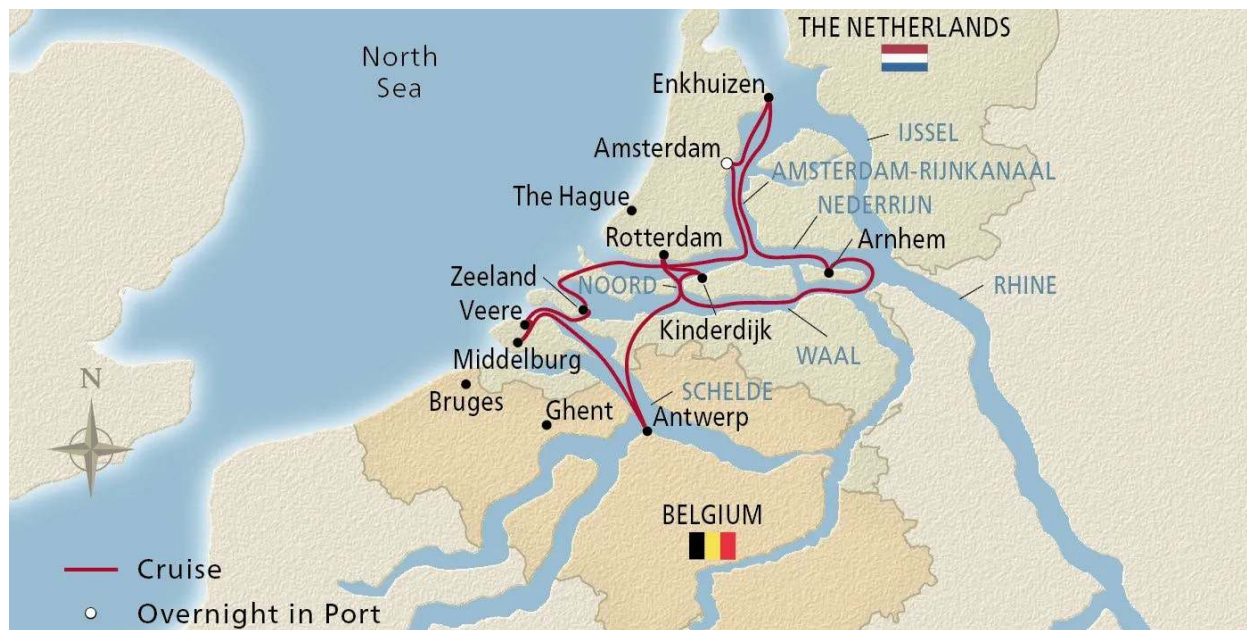 THE NETHERLANDS
North
Sea
Enkhuizen
IJSSEL
Amsterdam
AMSTERDAM-RIJNKANAAL
The Hague
NEDERRIJN
Rotterdam
Arnhem
Zeeland
NOORD
RHINE
Veere
Kinderdijk
WAAL
Middelburg
N
SCHELDE
Bruges
Ghent
Antwerp
BELGIUM
Cruise
Overnight in Port